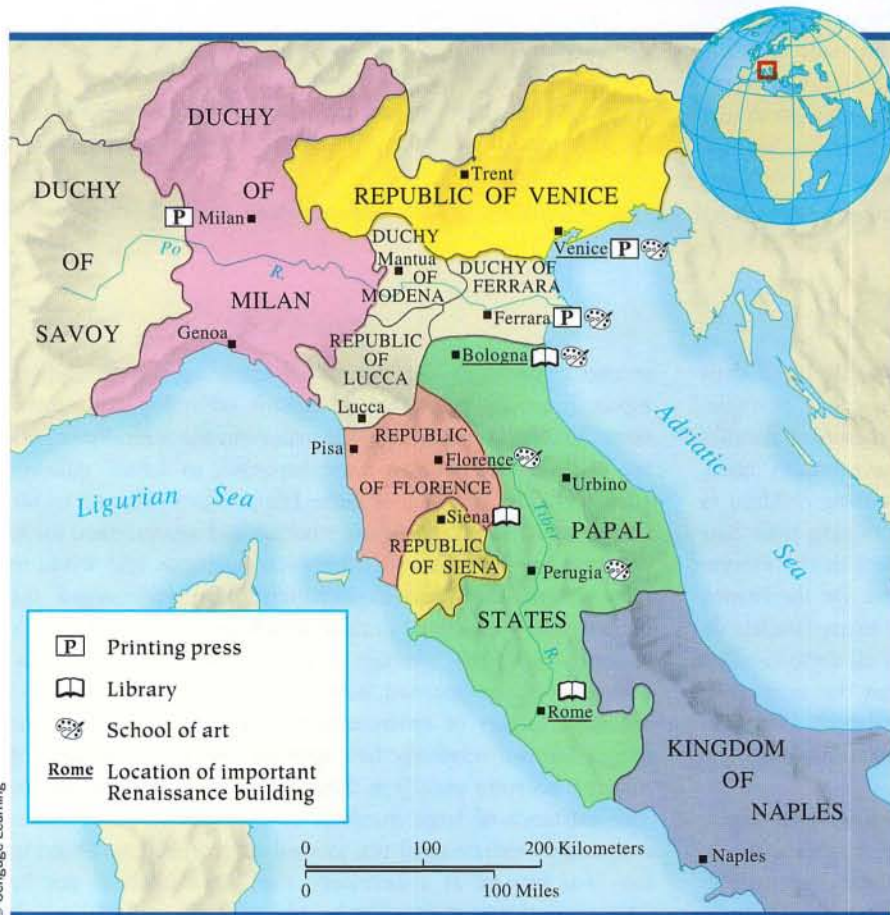 DUCHY
OF
MILAN
DUCHY
OF
SAVOY
P
Milan
Po
R.
Genoa
Trent
REPUBLIC OF VENICE
Venice P
DUCHY
Mantua
OF
MODENA
DUCHY OF
FERRARA
Ferrara P
Bologna
REPUBLIC
OF
LUCCA
Lucca
Pisa
REPUBLIC
Florence
OF FLORENCE
Siena
REPUBLIC
OF SIENA
Urbino
Tiber
R.
PAPAL
Perugia
STATES
Rome
Ligurian Sea
Adriatic
Sea
KINGDOM
OF
NAPLES
Naples
P Printing press
Library
School of art
Rome Location of important
Renaissance building
0 100 200 Kilometers
0 100 Miles
© Cengage Learning